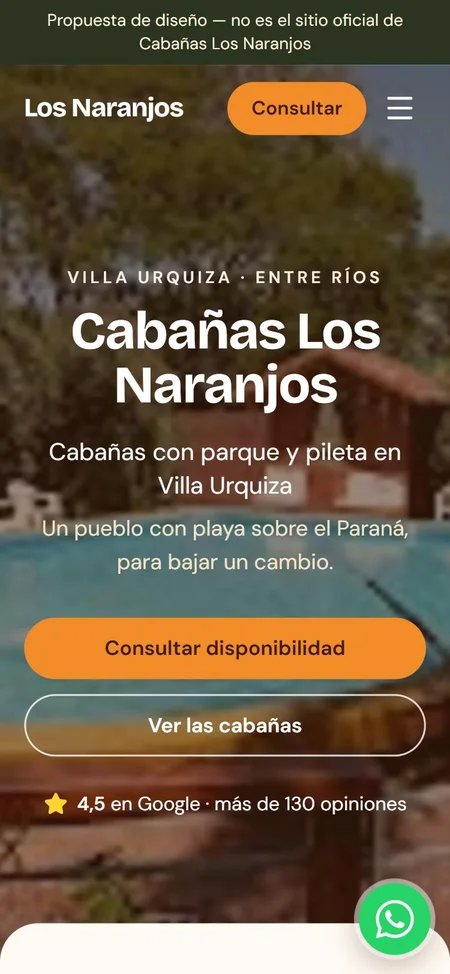 Propuesta de diseño — no es el sitio oficial de
Cabañas Los Naranjos
Los Naranjos
Consultar
VILLA URQUIZA · ENTRE RÍOS
Cabañas Los
Naranjos
Cabañas con parque y pileta en
Villa Urquiza
Un pueblo con playa sobre el Paraná,
para bajar un cambio.
Consultar disponibilidad
Ver las cabañas
4,5 en Google · más de 130 opiniones